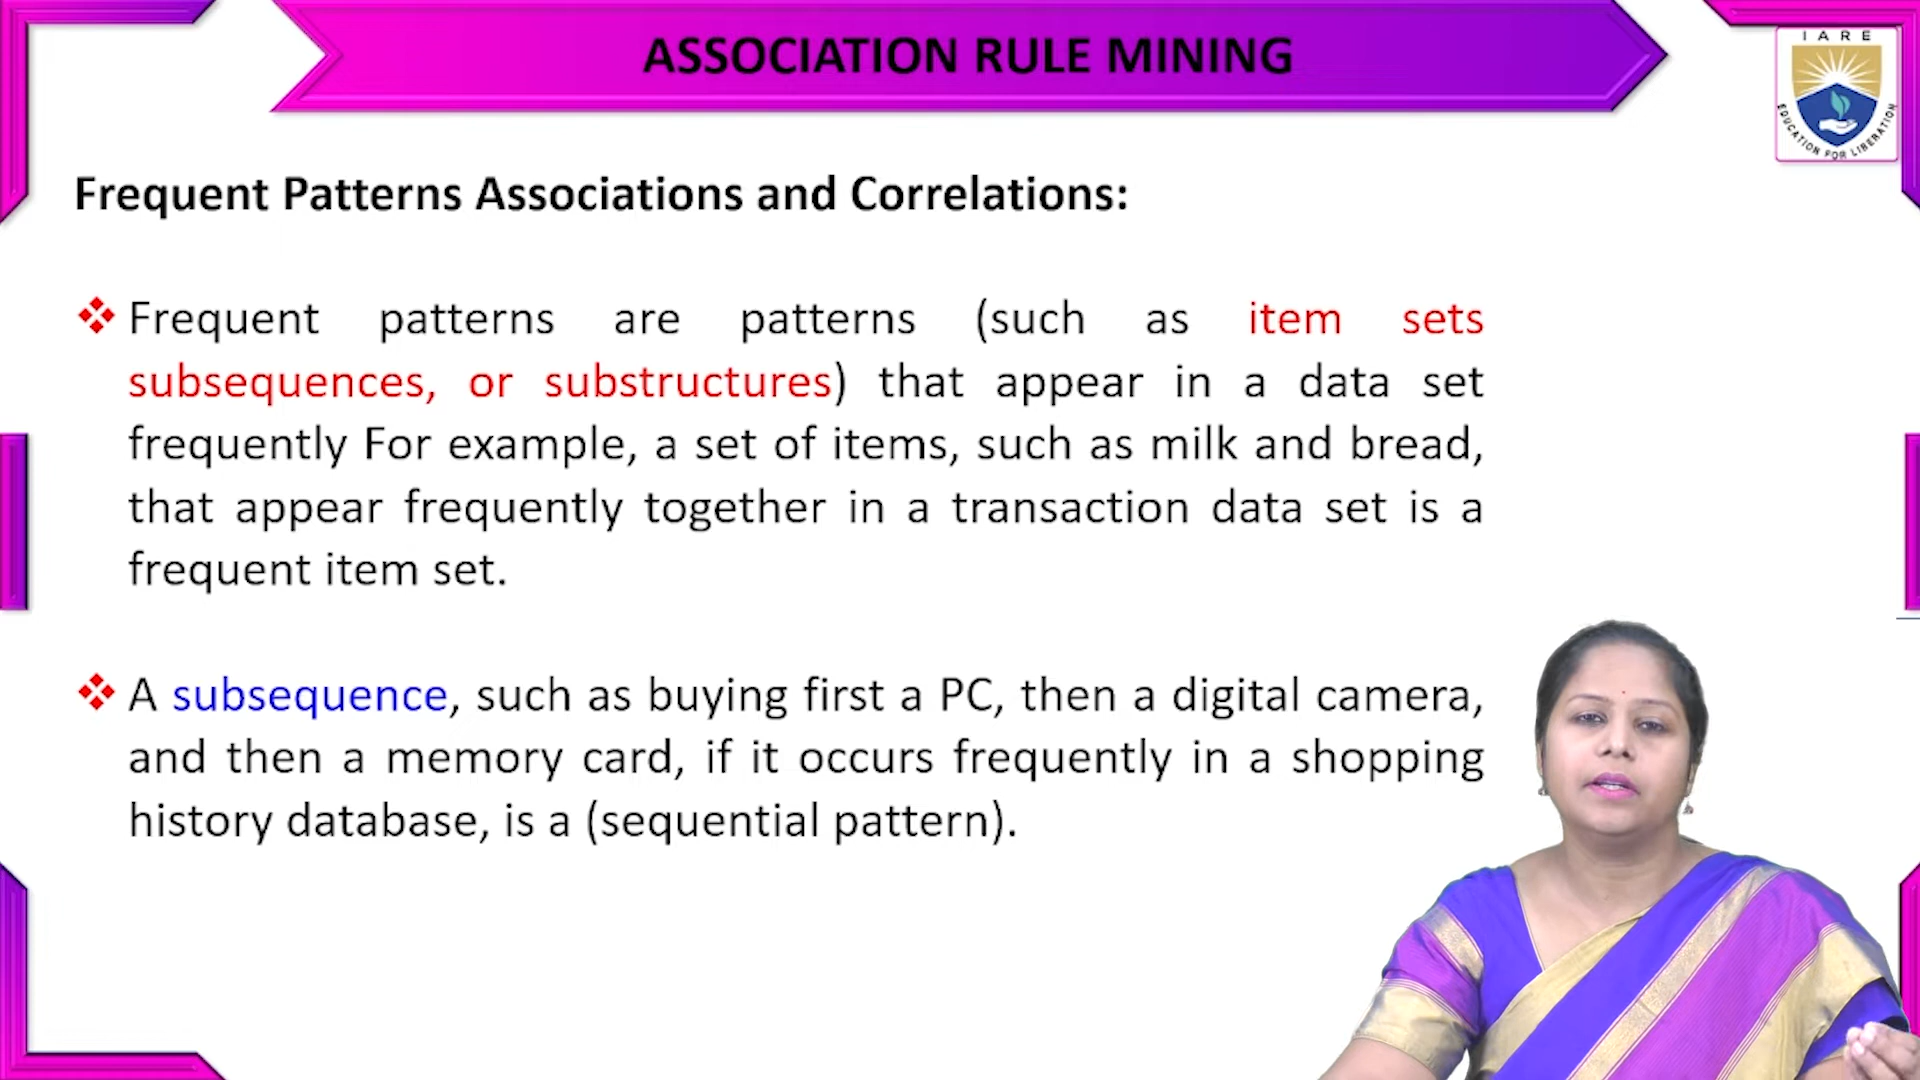 ASSOCIATION RULE MINING
I A R E
EDUCATION FOR LIBERATION
Frequent Patterns Associations and Correlations:
Frequent patterns are patterns (such as item sets
subsequences, or substructures) that appear in a data set
frequently For example, a set of items, such as milk and bread,
that appear frequently together in a transaction data set is a
frequent item set.
A subsequence, such as buying first a PC, then a digital camera,
and then a memory card, if it occurs frequently in a shopping
history database, is a (sequential pattern).